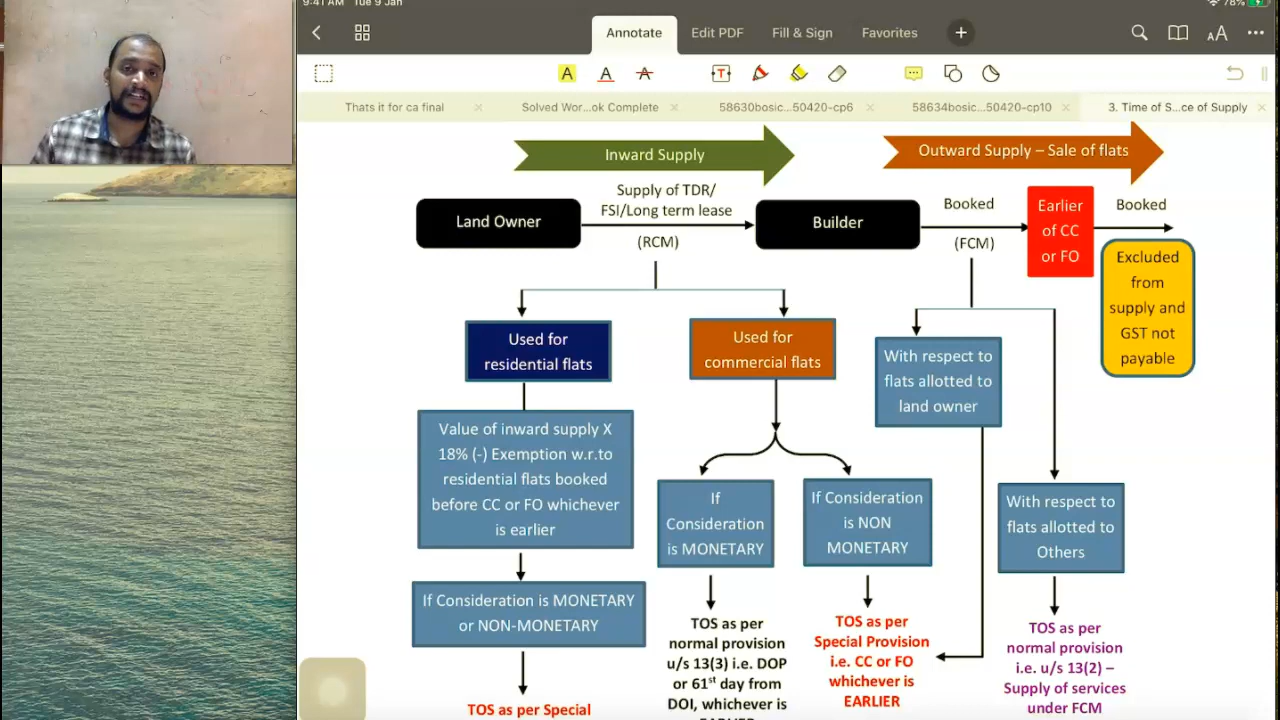 9:41 AM Tue 9 Jan
78%
Annotate
Edit PDF
Fill & Sign
Favorites
AA
A
A
A
T
Thats it for ca final
Solved Wor...ok Complete
58630bosic...50420-cp6
58634bosic...50420-cp10
3. Time of S...ce of Supply
Inward Supply
Outward Supply – Sale of flats
Land Owner
Supply of TDR/
FSI/Long term lease
(RCM)
Builder
Booked
(FCM)
Earlier
of CC
or FO
Booked
Excluded
from
supply and
GST not
payable
Used for
residential flats
Used for
commercial flats
With respect to
flats allotted to
land owner
Value of inward supply X
18% (-) Exemption w.r.to
residential flats booked
before CC or FO whichever
is earlier
If
Consideration
is MONETARY
If Consideration
is NON
MONETARY
With respect to
flats allotted to
Others
If Consideration is MONETARY
or NON-MONETARY
TOS as per
normal provision
u/s 13(3) i.e. DOP
or 61st day from
DOI, whichever is
EARLIER
TOS as per
Special Provision
i.e. CC or FO
whichever is
EARLIER
TOS as per
normal provision
i.e. u/s 13(2) –
Supply of services
under FCM
TOS as per Special